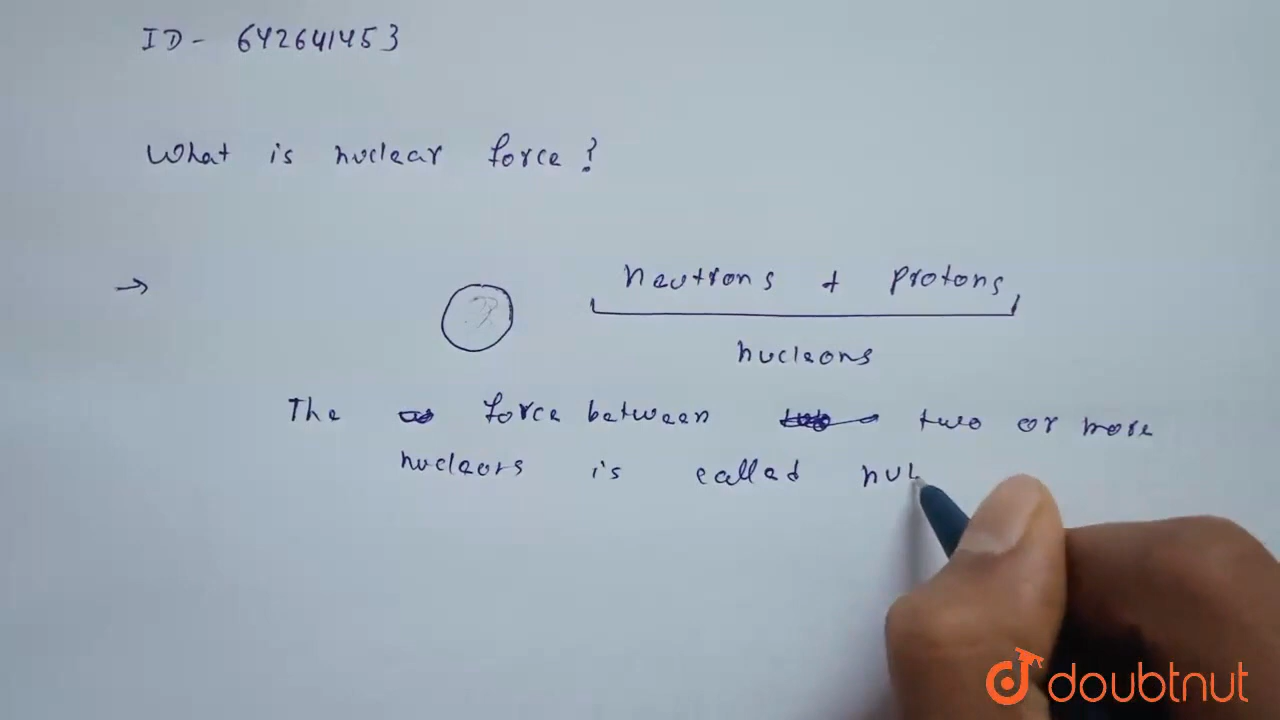 ID- 642641453
What is nuclear force?
→
neutrons + protons
nucleons
The force between two or more
nucleons is called nu
doubtnut